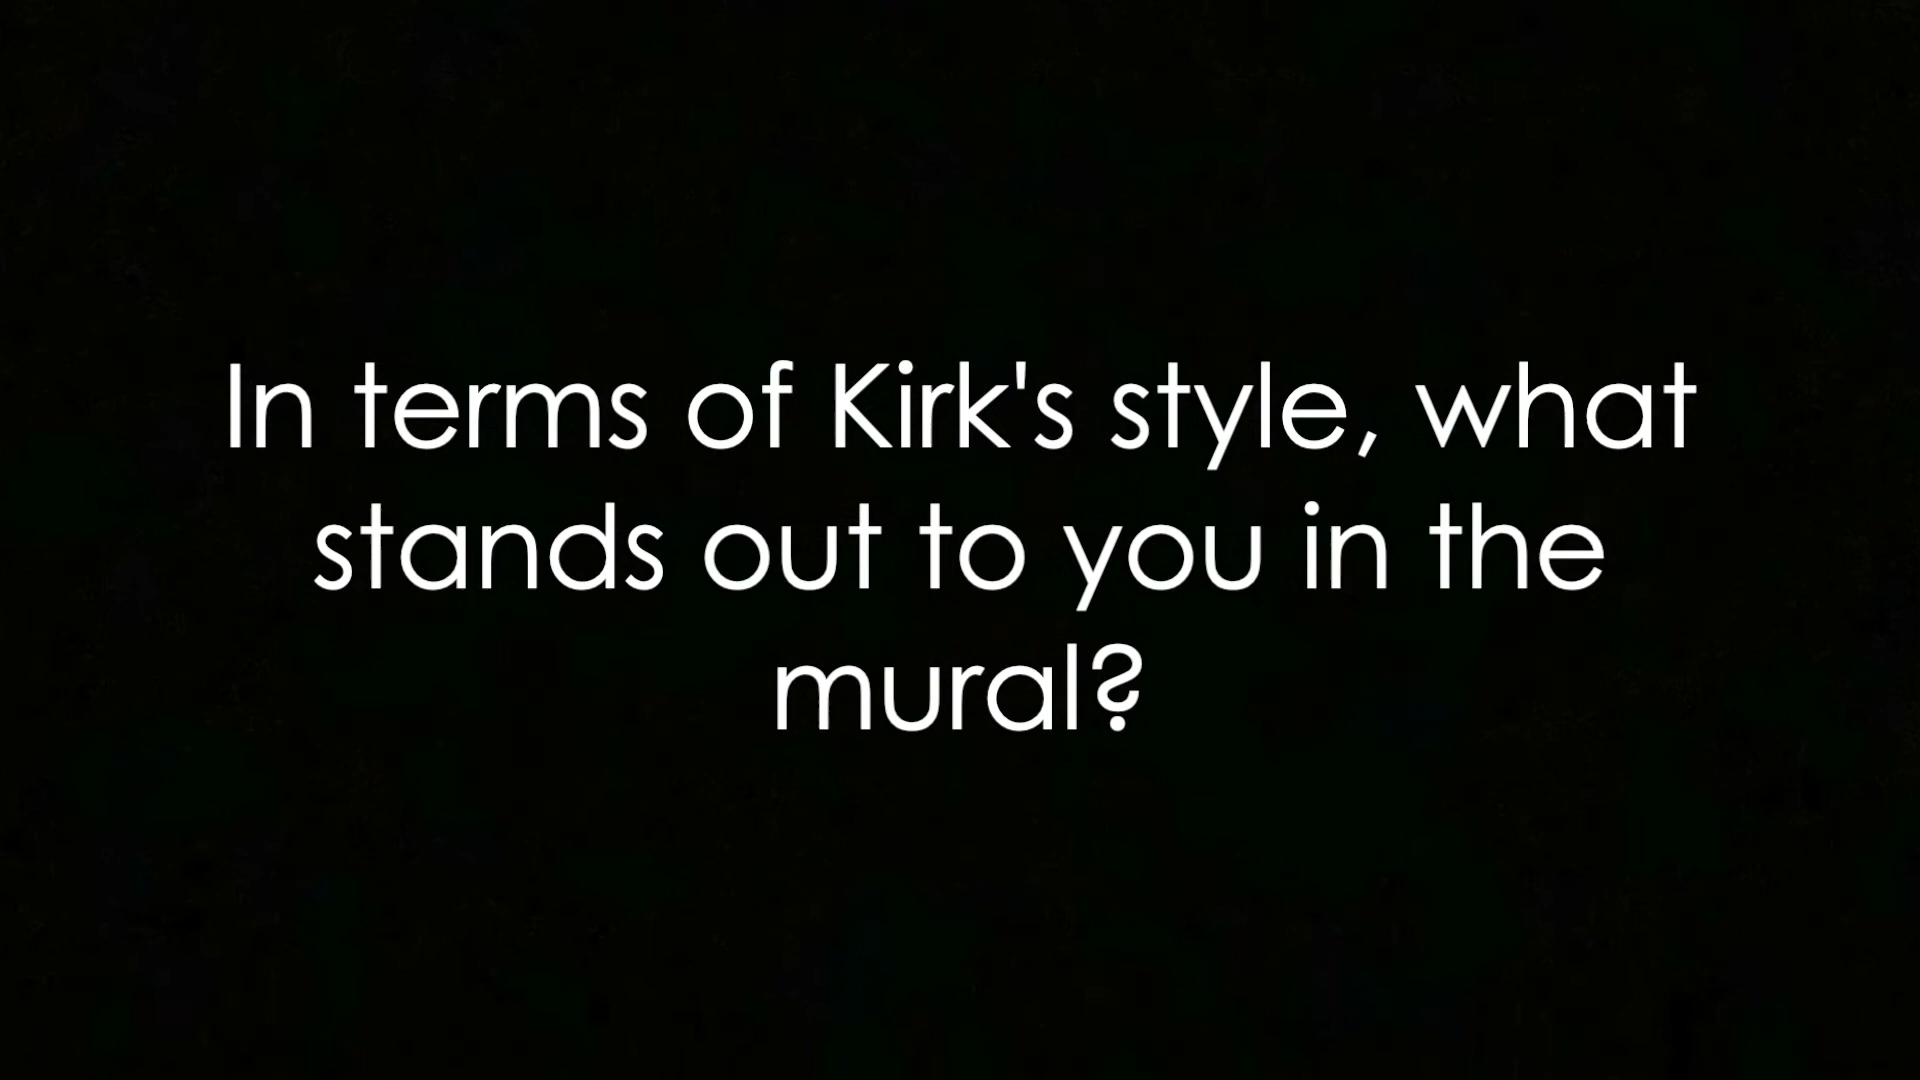 In terms of Kirk's style, what
stands out to you in the
mural?